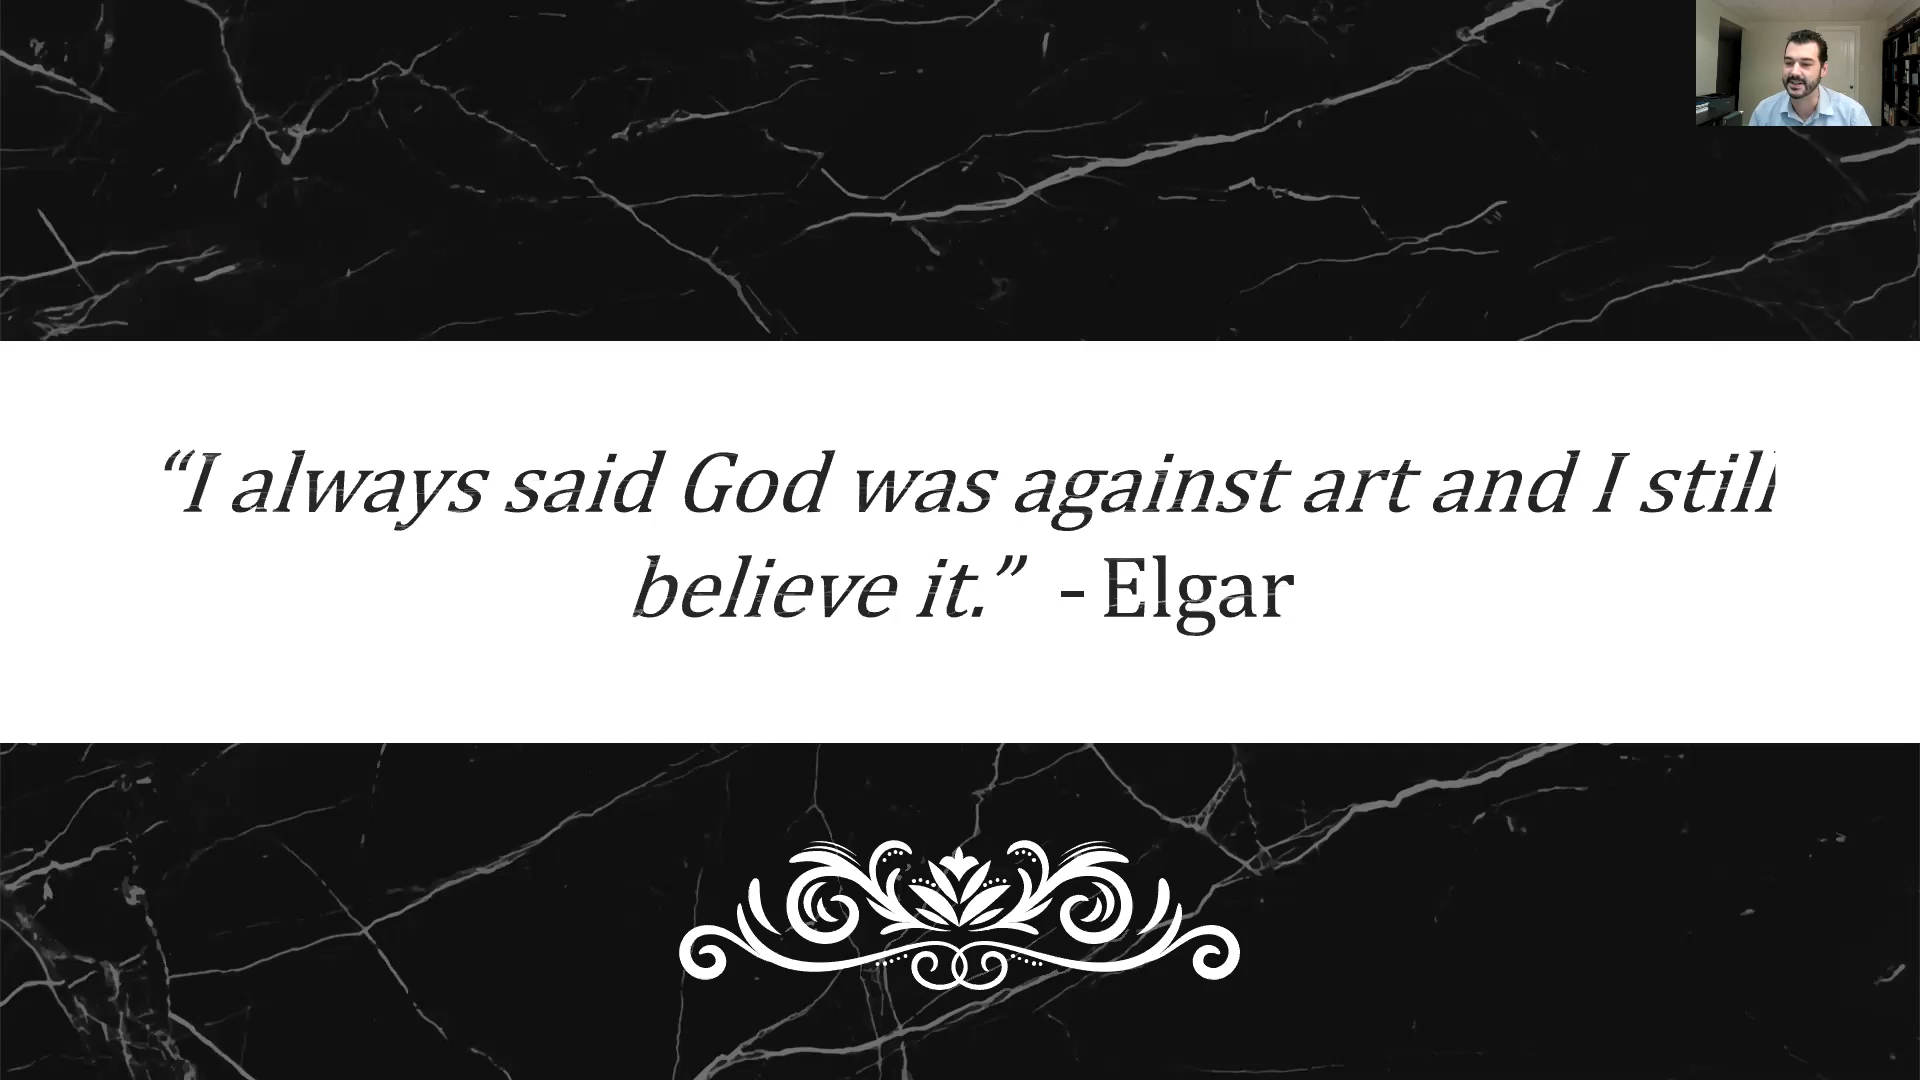 “I always said God was against art and I still
believe it.” - Elgar